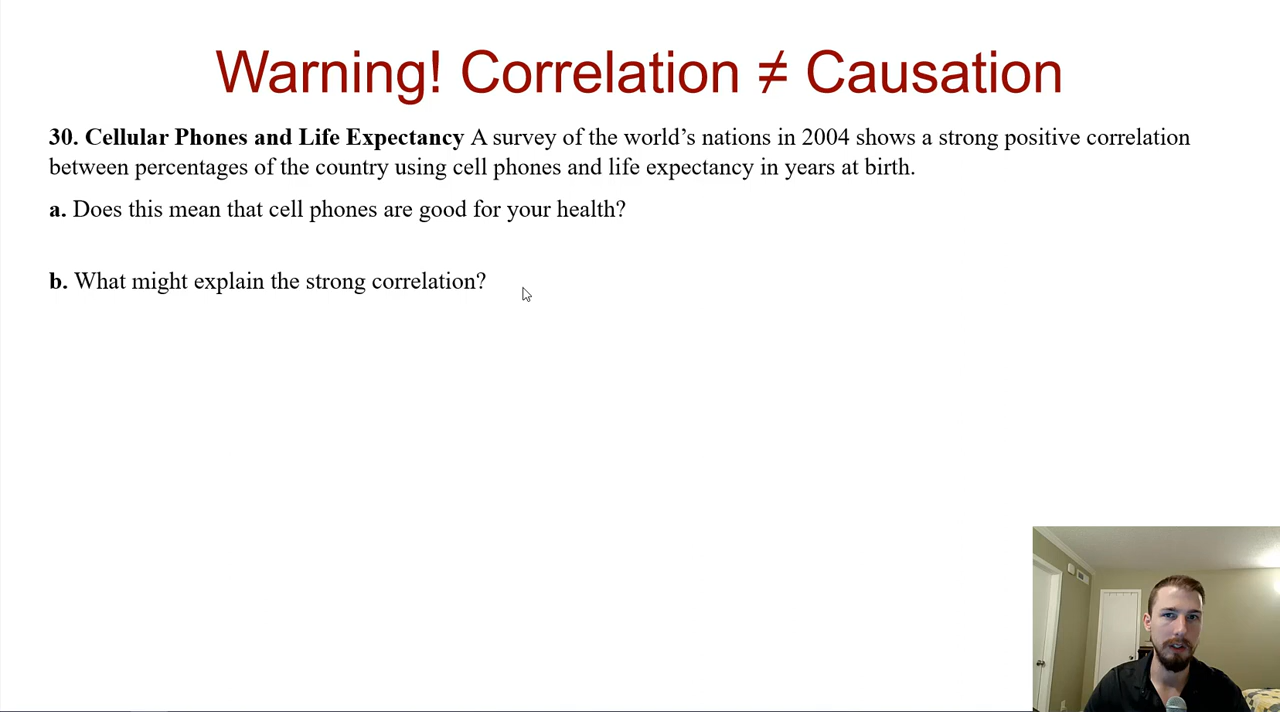 Warning! Correlation ≠ Causation
30. Cellular Phones and Life Expectancy A survey of the world’s nations in 2004 shows a strong positive correlation
between percentages of the country using cell phones and life expectancy in years at birth.
a. Does this mean that cell phones are good for your health?
b. What might explain the strong correlation?